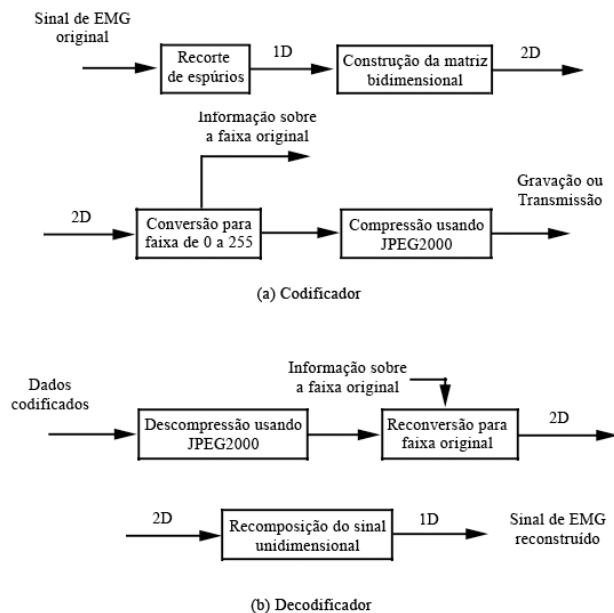 Sinal de EMG
original
Recorte
de espúrios
1D
Construção da matriz
bidimensional
2D
Informação sobre
a faixa original
2D
Conversão para
faixa de 0 a 255
Compressão usando
JPEG2000
Gravação ou
Transmissão
(a) Codificador
Dados
codificados
Descompressão usando
JPEG2000
Informação sobre
a faixa original
Reconversão para
faixa original
2D
2D
Recomposição do sinal
unidimensional
1D
Sinal de EMG
reconstruído
(b) Decodificador